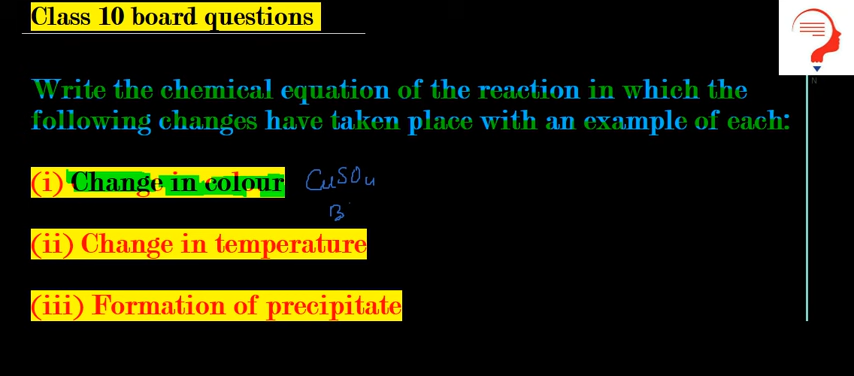 Class 10 board questions
Write the chemical equation of the reaction in which the
following changes have taken place with an example of each:
(i) Change in colour CuSO4
B
(ii) Change in temperature
(iii) Formation of precipitate
N